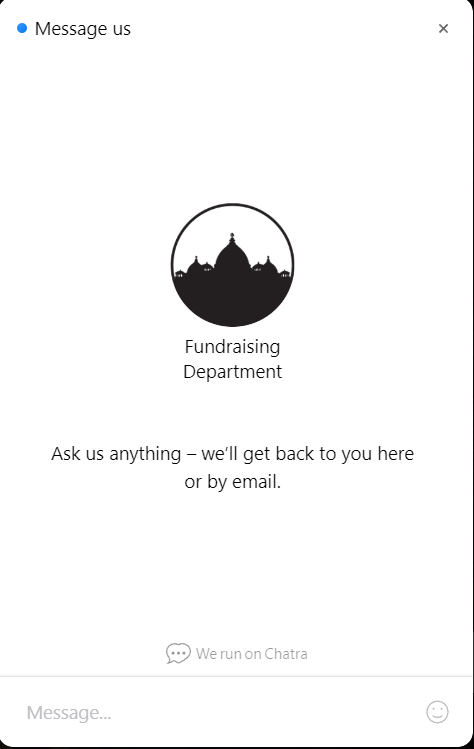 Message us
Fundraising
Department
Ask us anything – we’ll get back to you here
or by email.
We run on Chatra
Message...